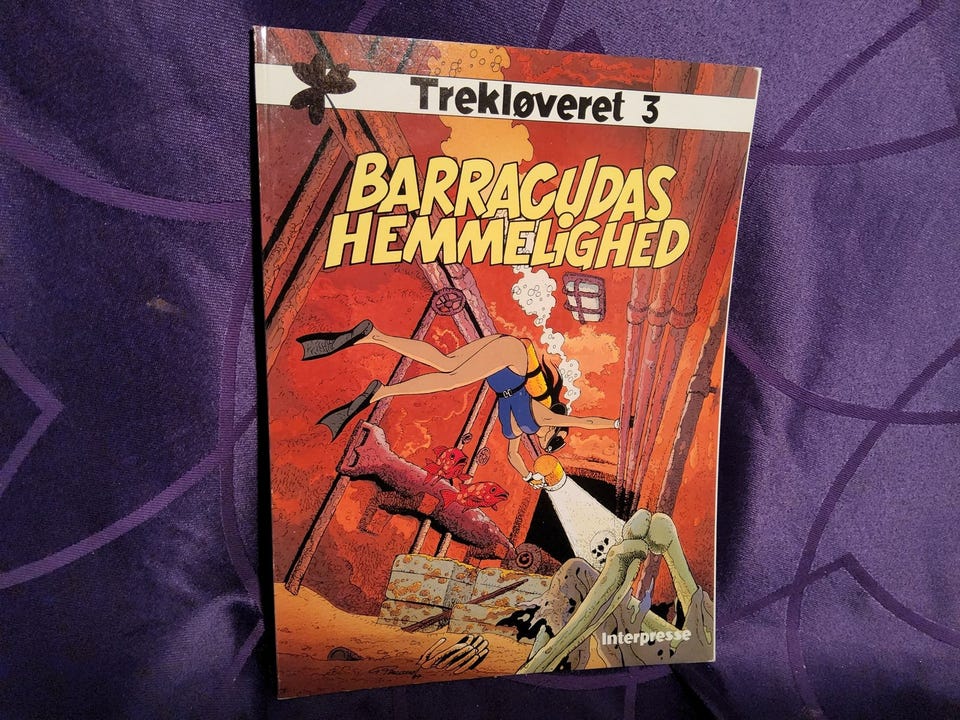 Trekløveret 3
BARRACUDAS
HEMMELiGHED
Interpresse